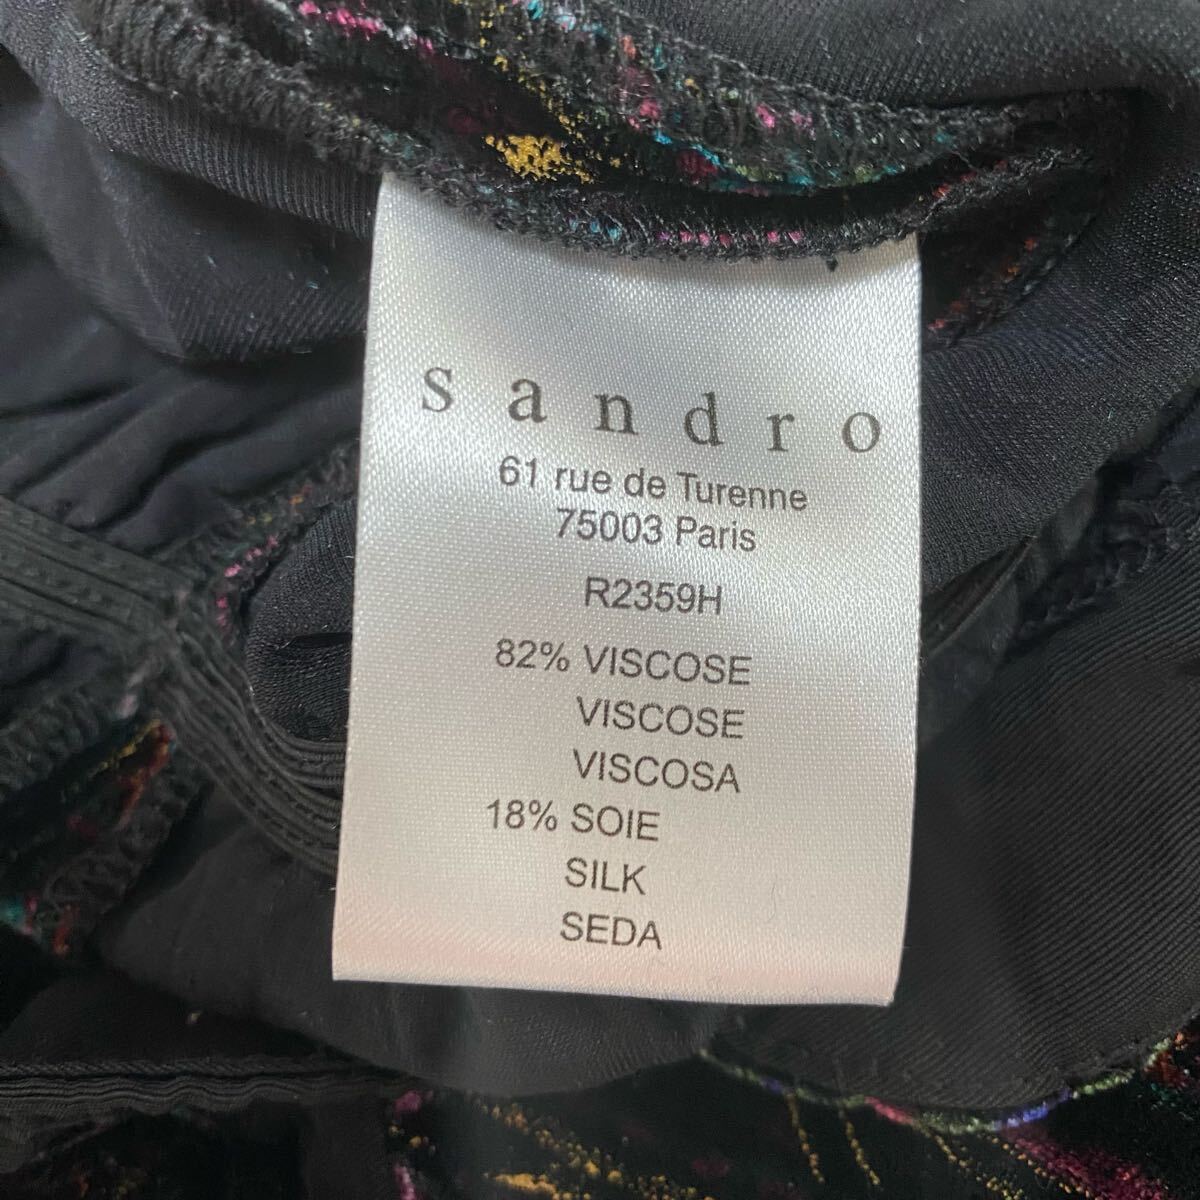 sandro
61 rue de Turenne
75003 Paris
R2359H
82% VISCOSE
VISCOSE
VISCOSA
18% SOIE
SILK
SEDA